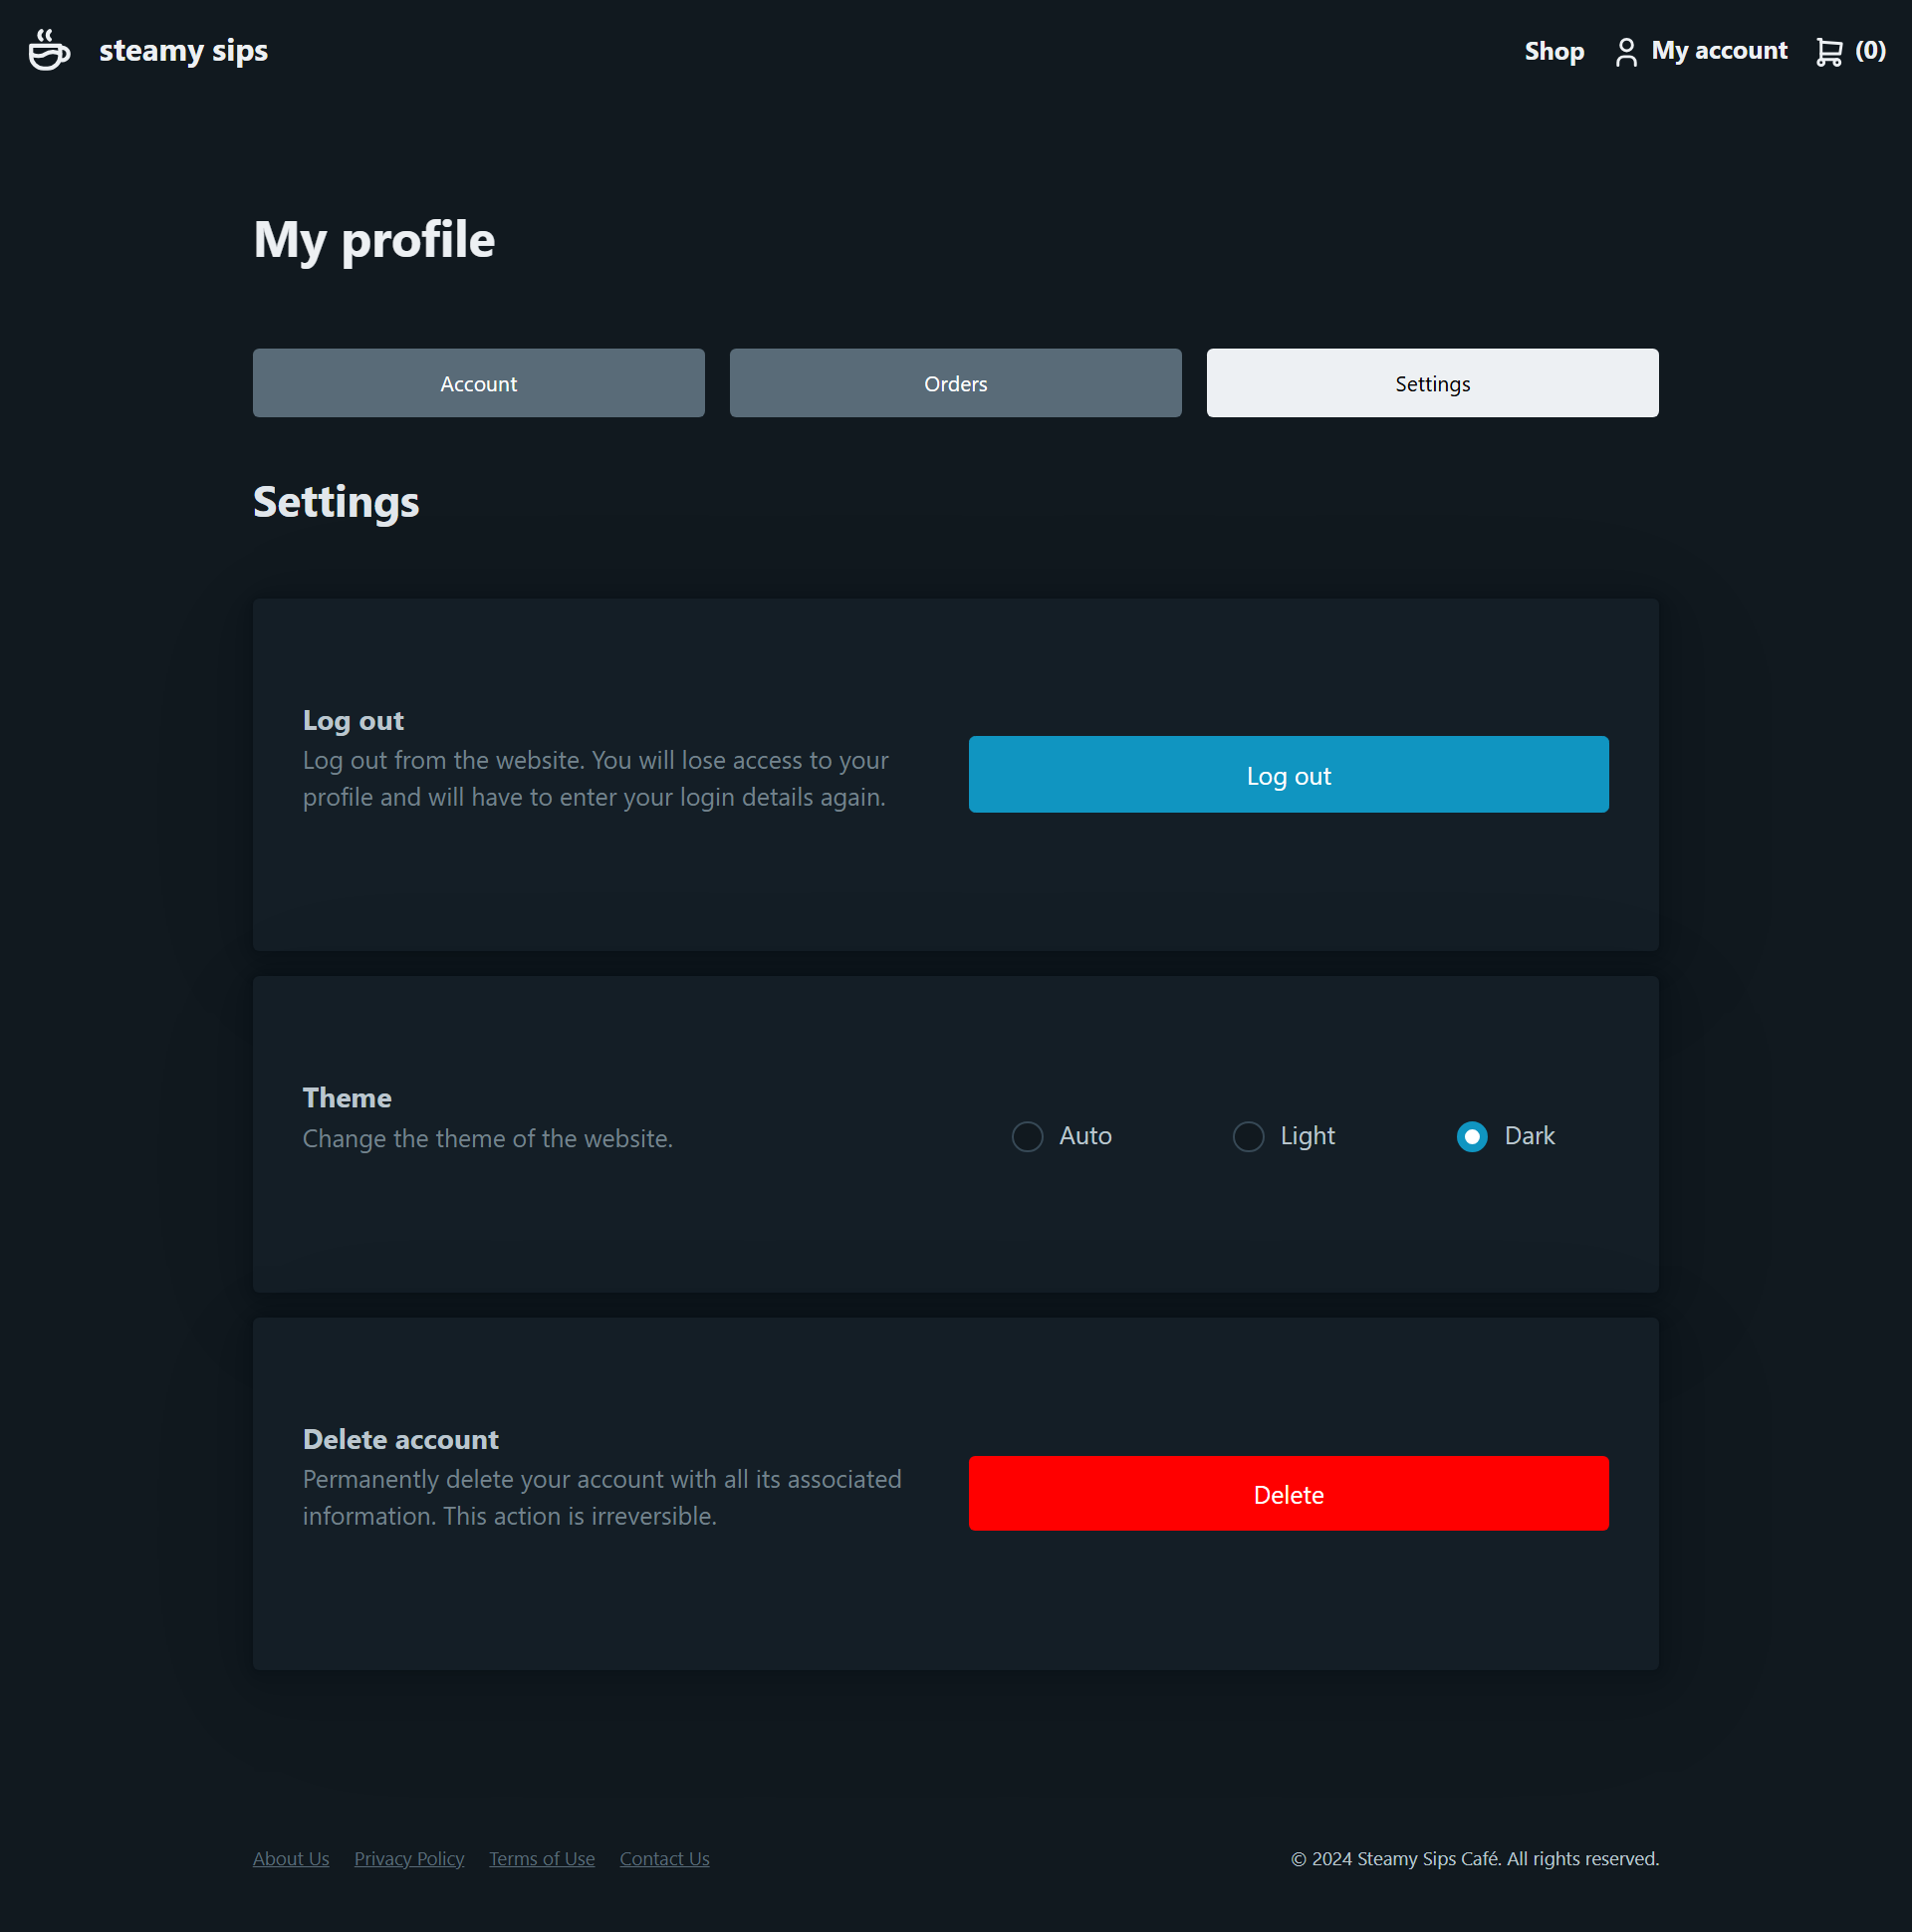 steamy sips
Shop My account (0)
My profile
Account Orders Settings
Settings
Log out
Log out from the website. You will lose access to your
profile and will have to enter your login details again.
Log out
Theme
Change the theme of the website.
Auto Light Dark
Delete account
Permanently delete your account with all its associated
information. This action is irreversible.
Delete
About Us Privacy Policy Terms of Use Contact Us
© 2024 Steamy Sips Café. All rights reserved.